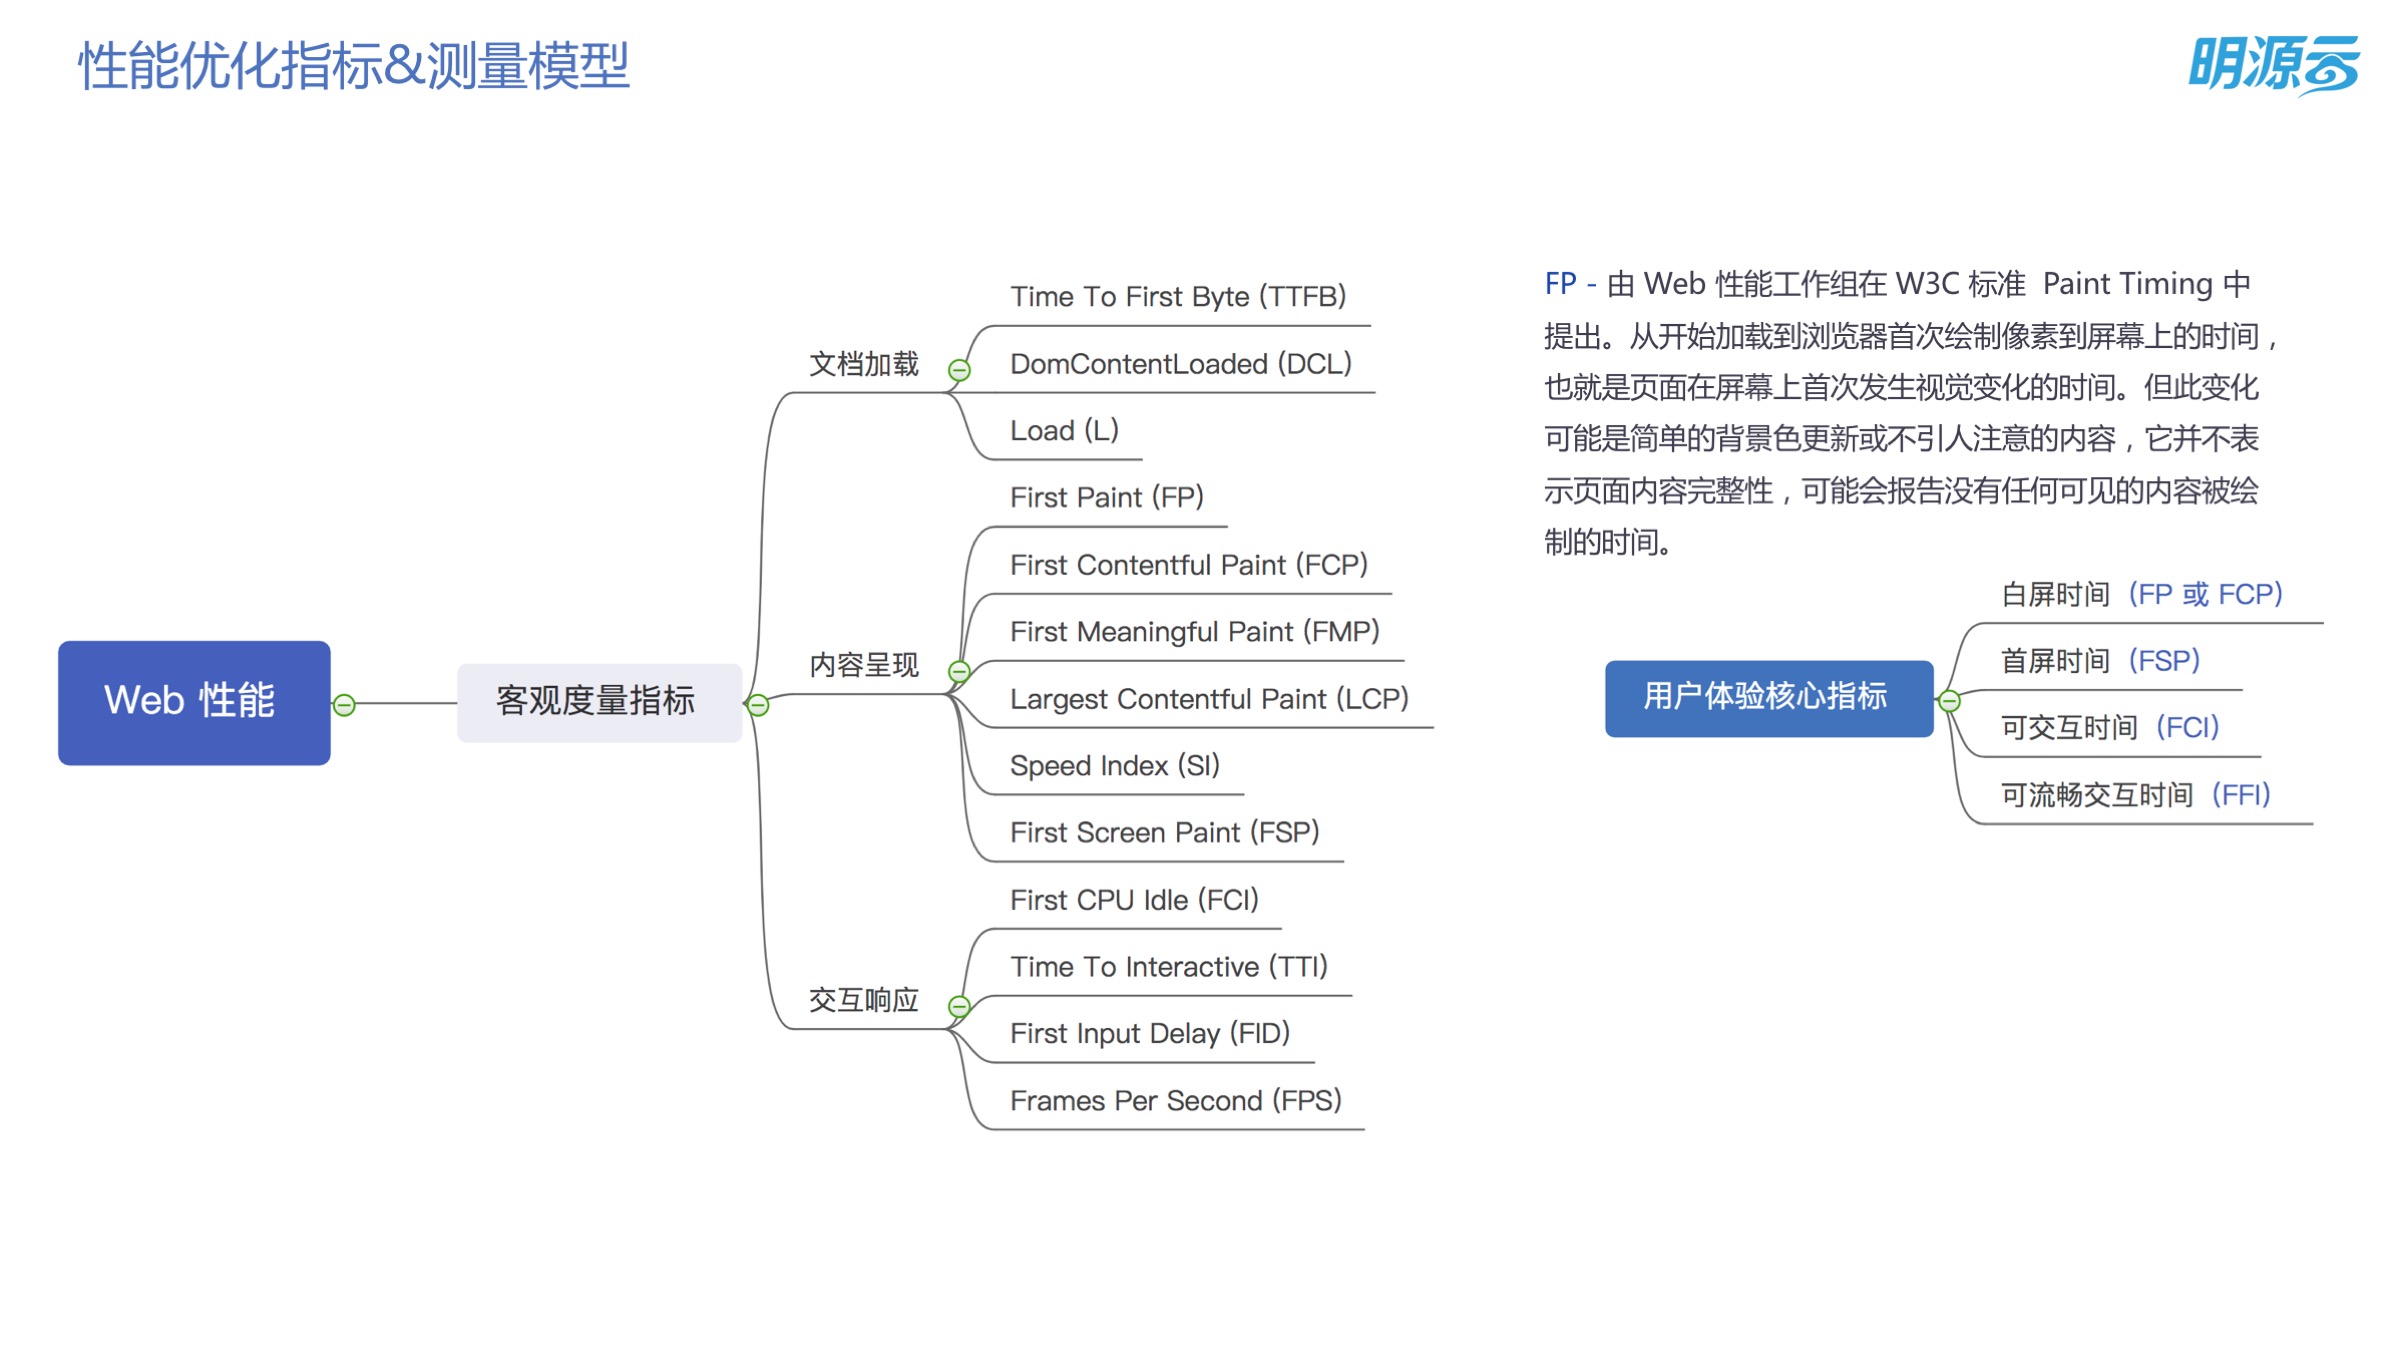 性能优化指标&测量模型
明源云
Web 性能
客观度量指标
文档加载
Time To First Byte (TTFB)
DomContentLoaded (DCL)
Load (L)
内容呈现
First Paint (FP)
First Contentful Paint (FCP)
First Meaningful Paint (FMP)
Largest Contentful Paint (LCP)
Speed Index (SI)
First Screen Paint (FSP)
交互响应
First CPU Idle (FCI)
Time To Interactive (TTI)
First Input Delay (FID)
Frames Per Second (FPS)
FP - 由 Web 性能工作组在 W3C 标准 Paint Timing 中
提出。从开始加载到浏览器首次绘制像素到屏幕上的时间，
也就是页面在屏幕上首次发生视觉变化的时间。但此变化
可能是简单的背景色更新或不引人注意的内容，它并不表
示页面内容完整性，可能会报告没有任何可见的内容被绘
制的时间。
用户体验核心指标
白屏时间（FP 或 FCP）
首屏时间（FSP）
可交互时间（FCI）
可流畅交互时间（FFI）